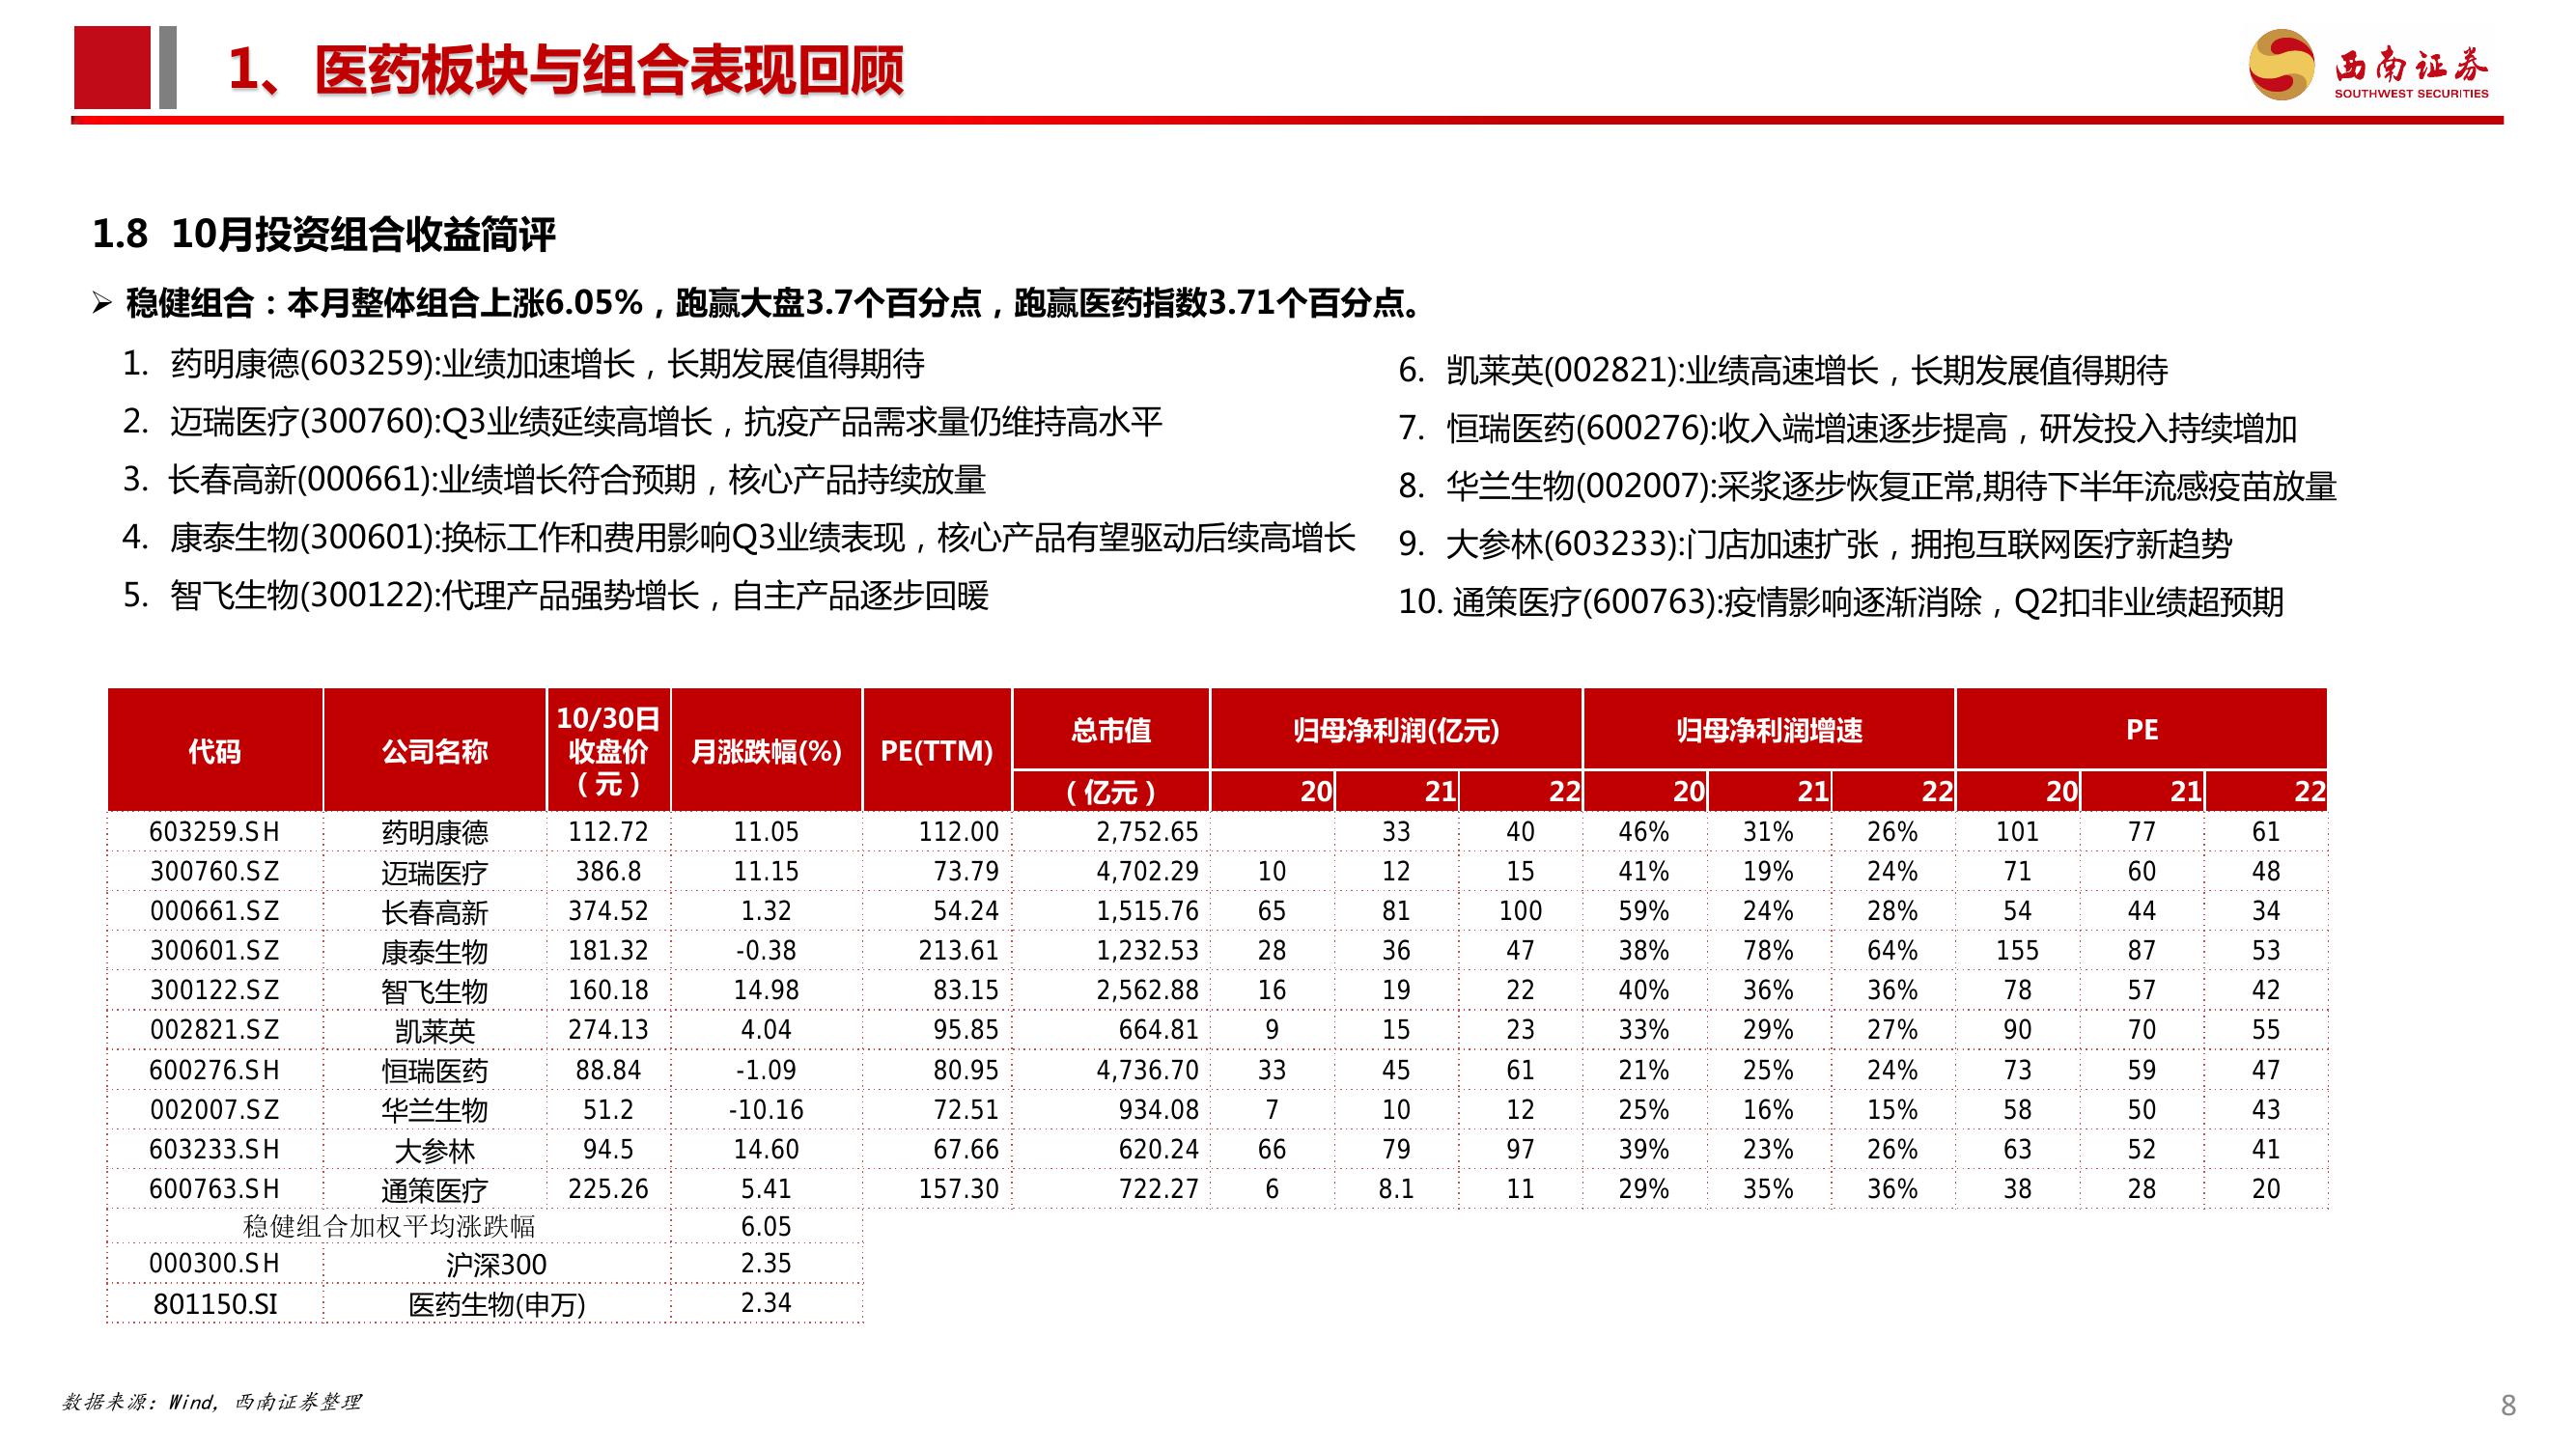 1、医药板块与组合表现回顾
西南证券
SOUTHWEST SECURITIES
1.8 10月投资组合收益简评
➢ 稳健组合：本月整体组合上涨6.05%，跑赢大盘3.7个百分点，跑赢医药指数3.71个百分点。
1. 药明康德(603259):业绩加速增长，长期发展值得期待
2. 迈瑞医疗(300760):Q3业绩延续高增长，抗疫产品需求量仍维持高水平
3. 长春高新(000661):业绩增长符合预期，核心产品持续放量
4. 康泰生物(300601):换标工作和费用影响Q3业绩表现，核心产品有望驱动后续高增长
5. 智飞生物(300122):代理产品强势增长，自主产品逐步回暖
6. 凯莱英(002821):业绩高速增长，长期发展值得期待
7. 恒瑞医药(600276):收入端增速逐步提高，研发投入持续增加
8. 华兰生物(002007):采浆逐步恢复正常,期待下半年流感疫苗放量
9. 大参林(603233):门店加速扩张，拥抱互联网医疗新趋势
10. 通策医疗(600763):疫情影响逐渐消除，Q2扣非业绩超预期
代码 公司名称 10/30日收盘价（元） 月涨跌幅(%) PE(TTM) 总市值 归母净利润(亿元) 归母净利润增速 PE
（亿元） 20 21 22 20 21 22 20 21 22
603259.SH 药明康德 112.72 11.05 112.00 2,752.65 33 40 46% 31% 26% 101 77 61
300760.SZ 迈瑞医疗 386.8 11.15 73.79 4,702.29 10 12 15 41% 19% 24% 71 60 48
000661.SZ 长春高新 374.52 1.32 54.24 1,515.76 65 81 100 59% 24% 28% 54 44 34
300601.SZ 康泰生物 181.32 -0.38 213.61 1,232.53 28 36 47 38% 78% 64% 155 87 53
300122.SZ 智飞生物 160.18 14.98 83.15 2,562.88 16 19 22 40% 36% 36% 78 57 42
002821.SZ 凯莱英 274.13 4.04 95.85 664.81 9 15 23 33% 29% 27% 90 70 55
600276.SH 恒瑞医药 88.84 -1.09 80.95 4,736.70 33 45 61 21% 25% 24% 73 59 47
002007.SZ 华兰生物 51.2 -10.16 72.51 934.08 7 10 12 25% 16% 15% 58 50 43
603233.SH 大参林 94.5 14.60 67.66 620.24 66 79 97 39% 23% 26% 63 52 41
600763.SH 通策医疗 225.26 5.41 157.30 722.27 6 8.1 11 29% 35% 36% 38 28 20
稳健组合加权平均涨跌幅 6.05
000300.SH 沪深300 2.35
801150.SI 医药生物(申万) 2.34
数据来源：Wind，西南证券整理
8